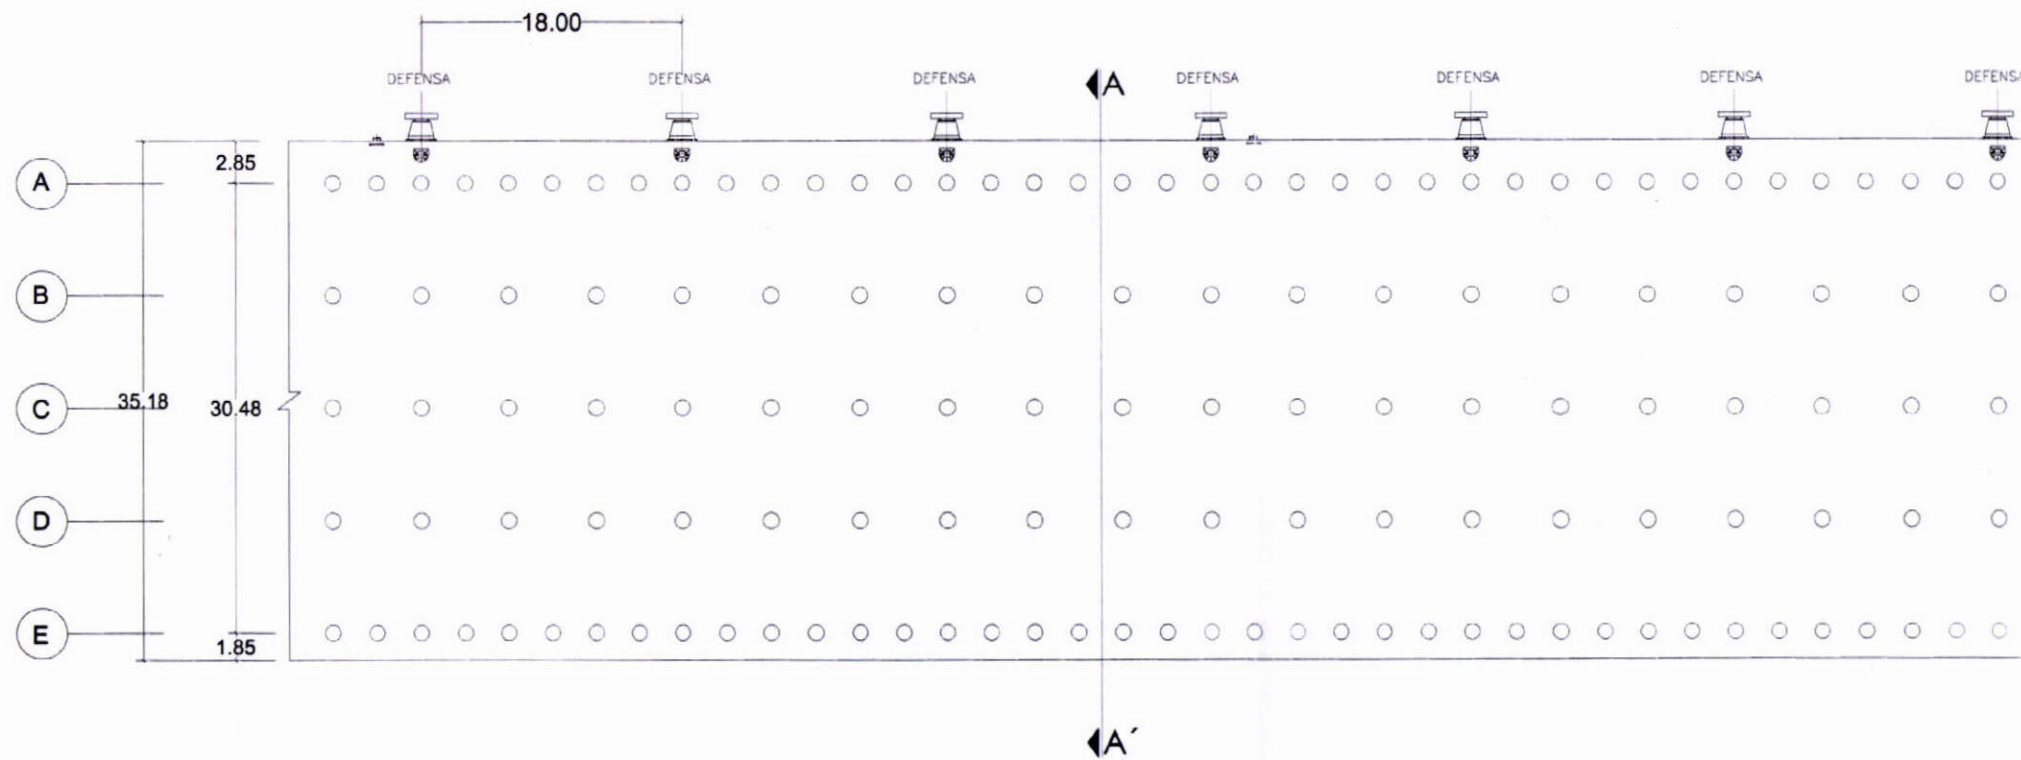 18.00
DEFENSA DEFENSA DEFENSA A DEFENSA DEFENSA DEFENSA DEFENSA
2.85
A
B
35.18
30.48
C
D
E
1.85
A´